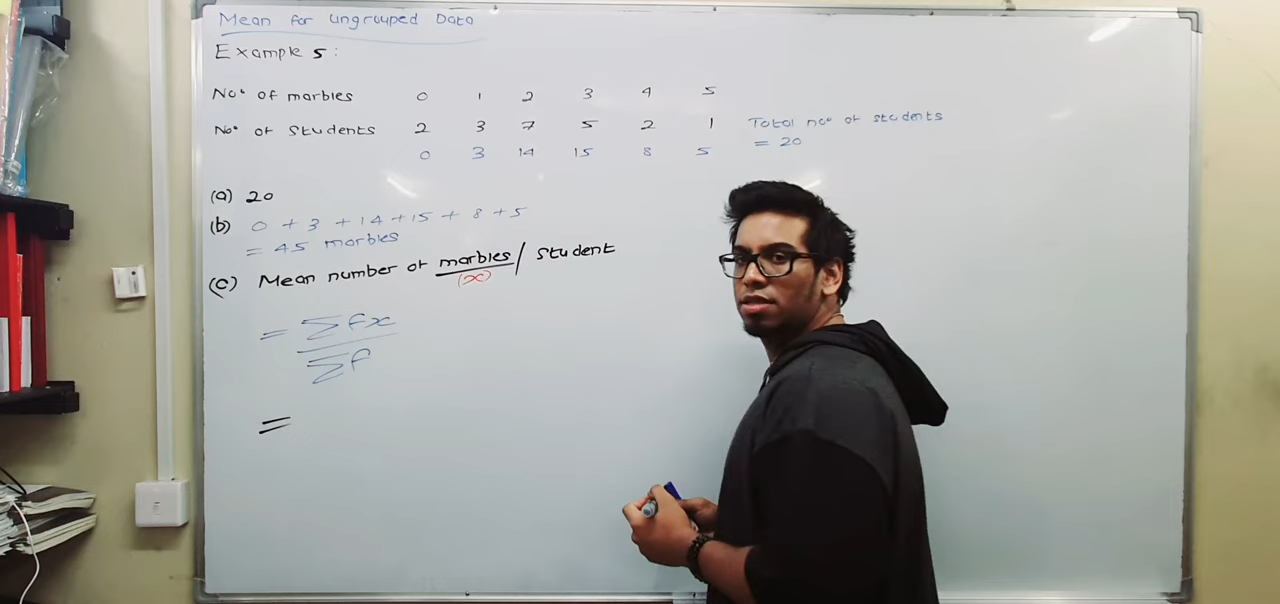 Mean for ungrouped Data
Example 5:
No. of marbles 0 1 2 3 4 5
No. of students 2 3 7 5 2 1 Total no. of students
0 3 14 15 8 5 = 20
(a) 20
(b) 0 + 3 + 14 + 15 + 8 + 5
= 45 marbles
(c) Mean number of marbles / student
(x)
= Σfx
Σf
=